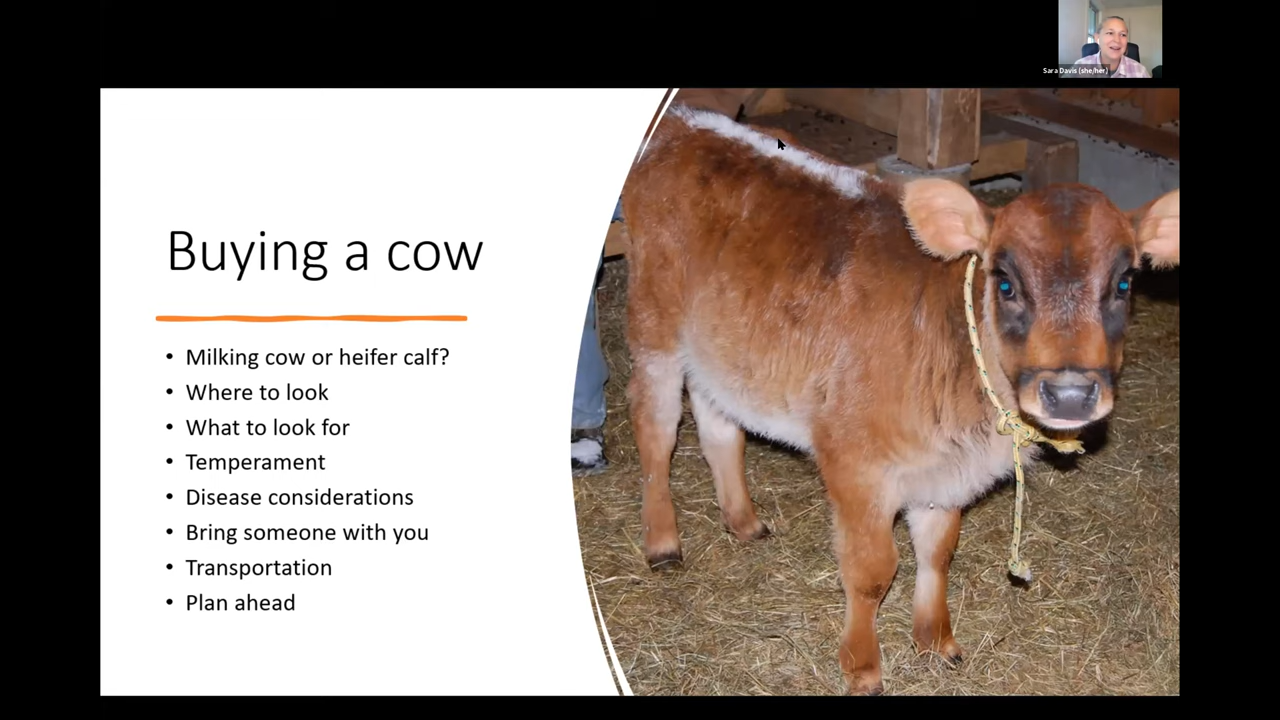 Sara Davis (she/her)
Buying a cow
• Milking cow or heifer calf?
• Where to look
• What to look for
• Temperament
• Disease considerations
• Bring someone with you
• Transportation
• Plan ahead